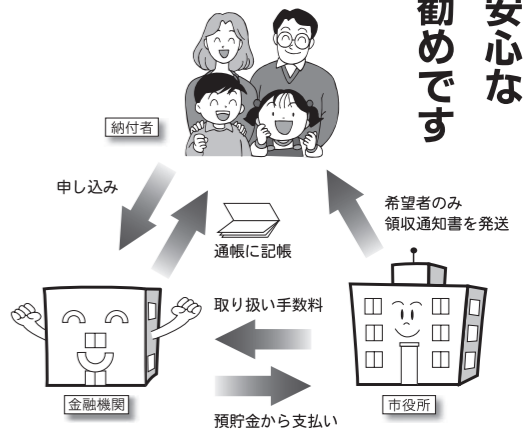 安心な
勧めです
納付者
申し込み
通帳に記帳
希望者のみ
領収通知書を発送
取り扱い手数料
金融機関
預貯金から支払い
市役所